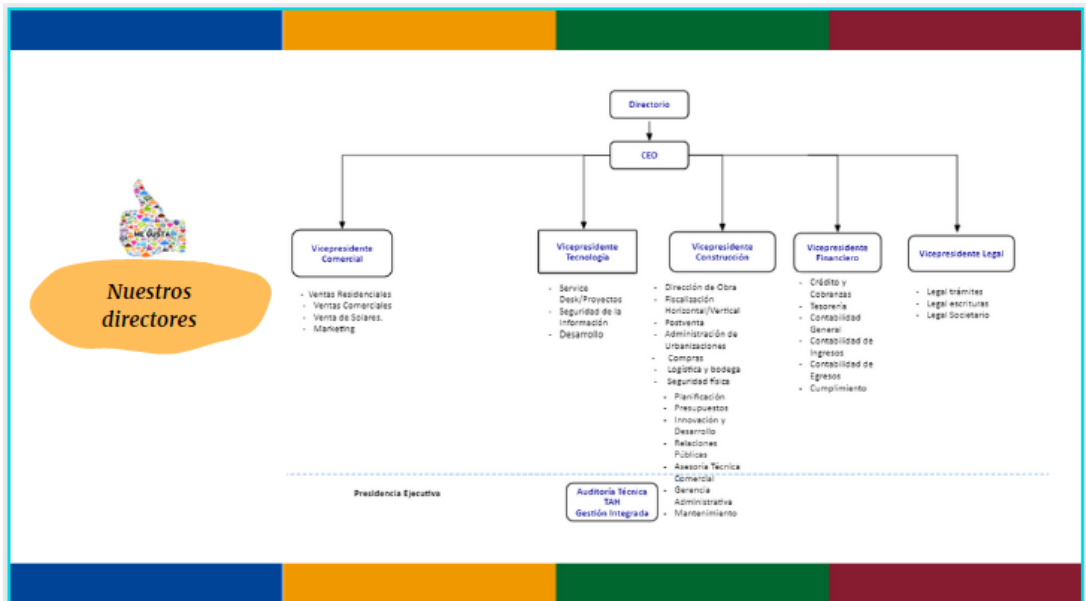 Directorio
CEO
ME GUSTA
Nuestros
directores
Vicepresidente
Comercial
- Ventas Residenciales
- Ventas Comerciales
- Venta de Solares.
- Marketing
Vicepresidente
Tecnología
- Service
Desk/Proyectos
- Seguridad de la
Información
- Desarrollo
Vicepresidente
Construcción
- Dirección de Obra
- Fiscalización
Horizontal/Vertical
- Postventa
- Administración de
Urbanizaciones
- Compras
- Logística y bodega
- Seguridad física
- Planificación
- Presupuestos
- Innovación y
Desarrollo
- Relaciones
Públicas
- Asesoría Técnica
Comercial
- Gerencia
Administrativa
- Mantenimiento
Vicepresidente
Financiero
- Crédito y
Cobranzas
- Tesorería
- Contabilidad
General
- Contabilidad de
Ingresos
- Contabilidad de
Egresos
- Cumplimiento
Vicepresidente Legal
- Legal trámites
- Legal escrituras
- Legal Societario
Presidencia Ejecutiva
Auditoría Técnica
TAH
Gestión Integrada